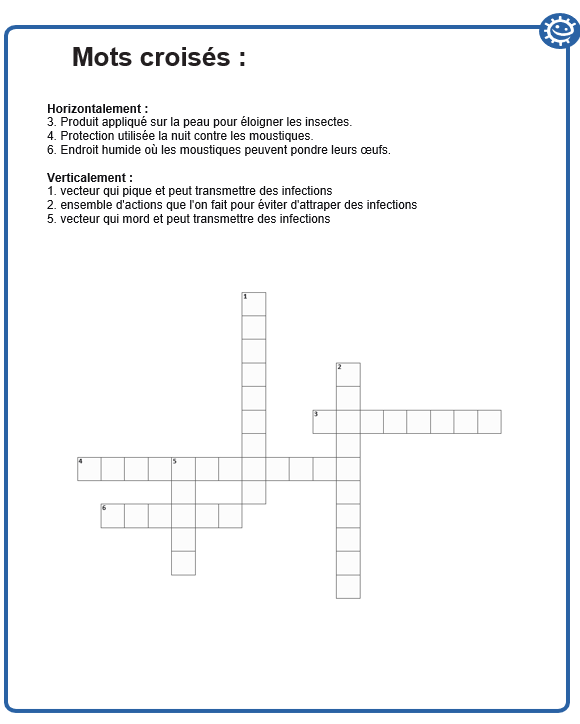 Mots croisés :
Horizontalement :
3. Produit appliqué sur la peau pour éloigner les insectes.
4. Protection utilisée la nuit contre les moustiques.
6. Endroit humide où les moustiques peuvent pondre leurs œufs.
Verticalement :
1. vecteur qui pique et peut transmettre des infections
2. ensemble d'actions que l'on fait pour éviter d'attraper des infections
5. vecteur qui mord et peut transmettre des infections
1
2
3
4 5
6